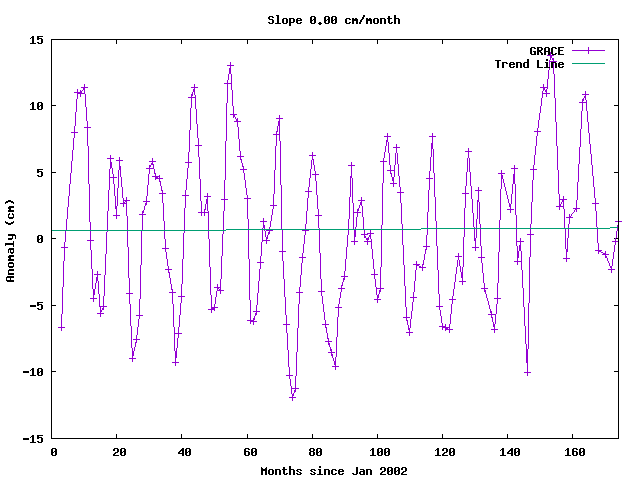 Slope 0.00 cm/month
GRACE
Trend Line
15
10
5
0
-5
-10
-15
Anomaly (cm)
0 20 40 60 80 100 120 140 160
Months since Jan 2002